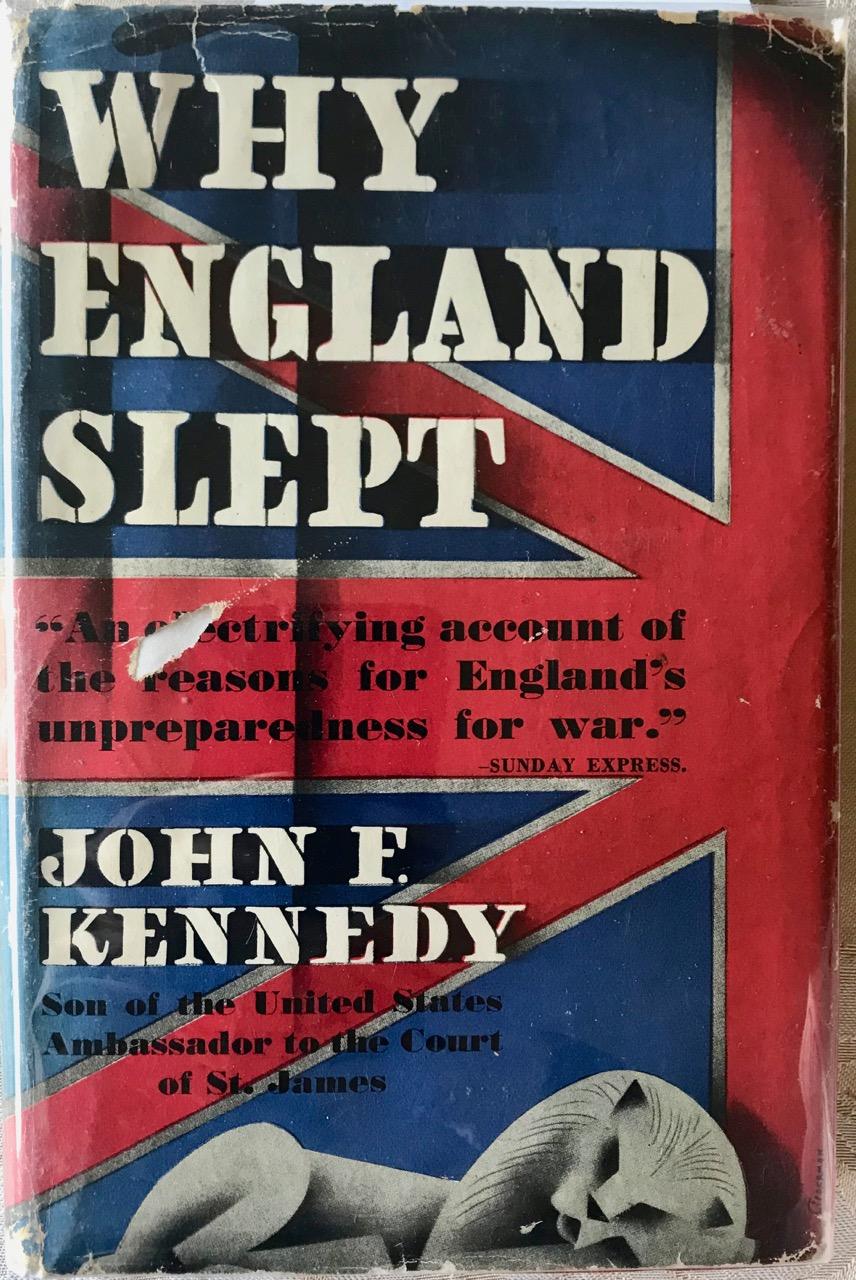 WHY
ENGLAND
SLEPT
“An electrifying account of
the reasons for England’s
unpreparedness for war.”
–SUNDAY EXPRESS.
JOHN F.
KENNEDY
Son of the United States
Ambassador to the Court
of St. James